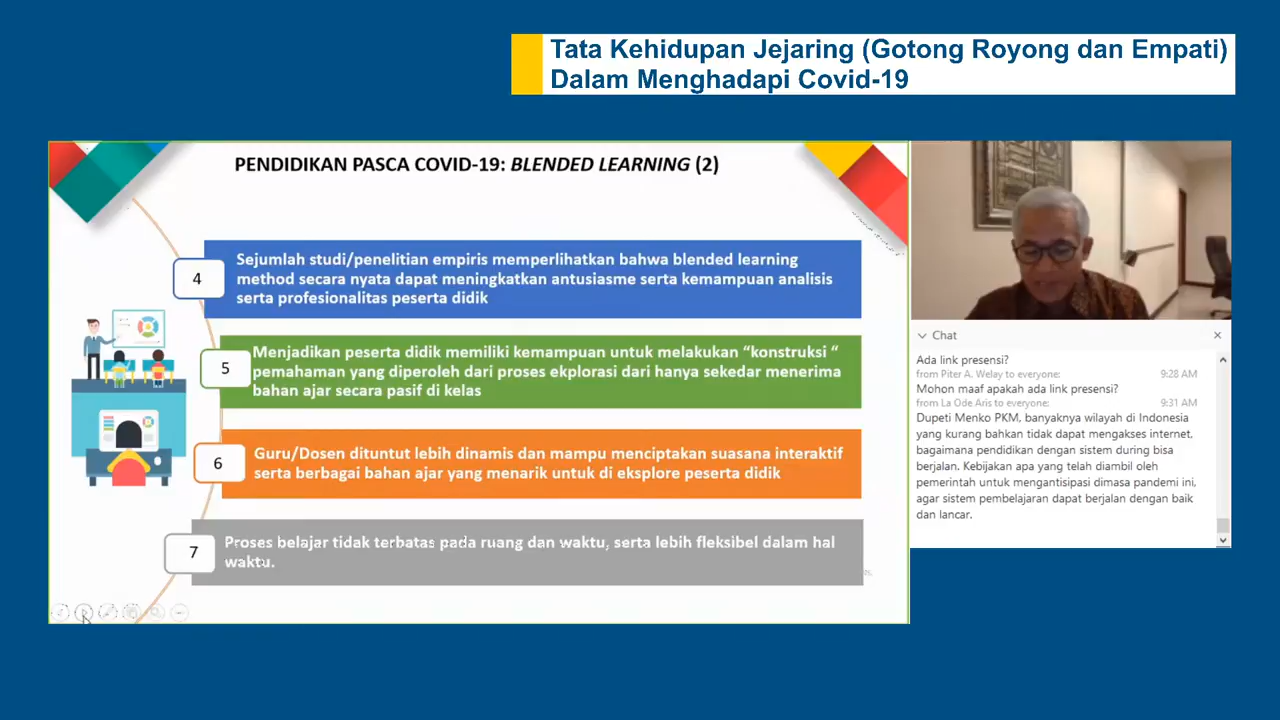 Tata Kehidupan Jejaring (Gotong Royong dan Empati)
Dalam Menghadapi Covid-19
PENDIDIKAN PASCA COVID-19: BLENDED LEARNING (2)
4
Sejumlah studi/penelitian empiris memperlihatkan bahwa blended learning
method secara nyata dapat meningkatkan antusiasme serta kemampuan analisis
serta profesionalitas peserta didik
5
Menjadikan peserta didik memiliki kemampuan untuk melakukan “konstruksi “
pemahaman yang diperoleh dari proses ekplorasi dari hanya sekedar menerima
bahan ajar secara pasif di kelas
6
Guru/Dosen dituntut lebih dinamis dan mampu menciptakan suasana interaktif
serta berbagai bahan ajar yang menarik untuk di eksplore peserta didik
7
Proses belajar tidak terbatas pada ruang dan waktu, serta lebih fleksibel dalam hal
waktu.
Chat
Ada link presensi?
from Piter A. Welay to everyone: 9:28 AM
Mohon maaf apakah ada link presensi?
from La Ode Aris to everyone: 9:31 AM
Dupeti Menko PKM, banyaknya wilayah di Indonesia
yang kurang bahkan tidak dapat mengakses internet,
bagaimana pendidikan dengan sistem during bisa
berjalan. Kebijakan apa yang telah diambil oleh
pemerintah untuk mengantisipasi dimasa pandemi ini,
agar sistem pembelajaran dapat berjalan dengan baik
dan lancar.